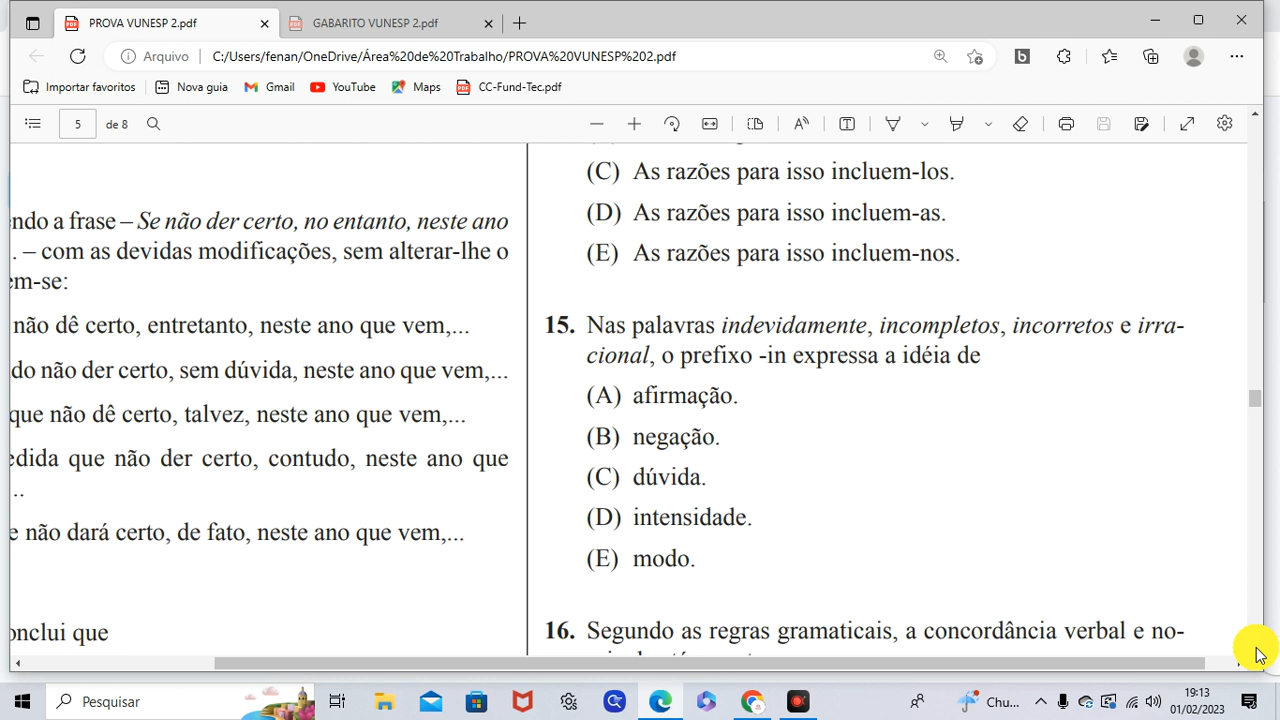 PROVA VUNESP 2.pdf
GABARITO VUNESP 2.pdf
Arquivo
C:/Users/fenan/OneDrive/Área%20de%20Trabalho/PROVA%20VUNESP%202.pdf
Importar favoritos
Nova guia
Gmail
YouTube
Maps
CC-Fund-Tec.pdf
5 de 8
ndo a frase – Se não der certo, no entanto, neste ano
. – com as devidas modificações, sem alterar-lhe o
em-se:
não dê certo, entretanto, neste ano que vem,...
do não der certo, sem dúvida, neste ano que vem,...
que não dê certo, talvez, neste ano que vem,...
edida que não der certo, contudo, neste ano que
..
e não dará certo, de fato, neste ano que vem,...
onclui que
(C) As razões para isso incluem-los.
(D) As razões para isso incluem-as.
(E) As razões para isso incluem-nos.
15. Nas palavras indevidamente, incompletos, incorretos e irra-
cional, o prefixo -in expressa a idéia de
(A) afirmação.
(B) negação.
(C) dúvida.
(D) intensidade.
(E) modo.
16. Segundo as regras gramaticais, a concordância verbal e no-
Pesquisar
Chu...
19:13
01/02/2023